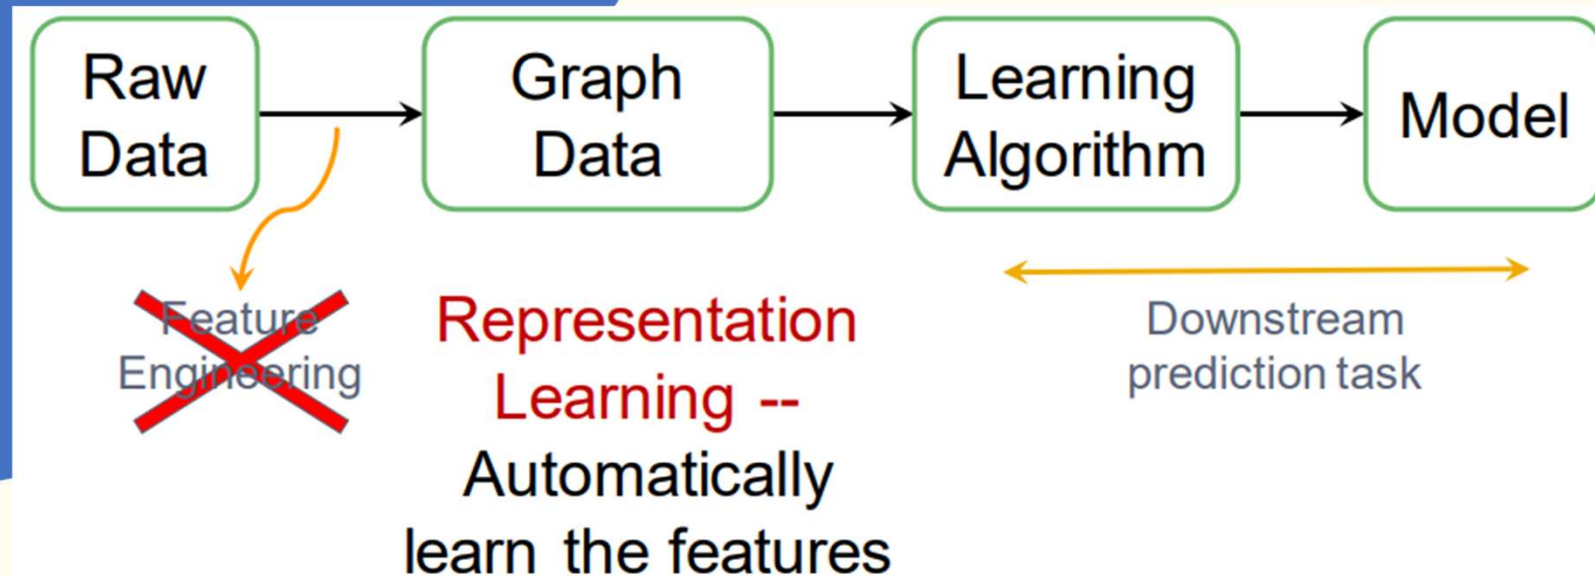 Raw
Data
Graph
Data
Learning
Algorithm
Model
Feature
Engineering
Representation
Learning --
Automatically
learn the features
Downstream
prediction task